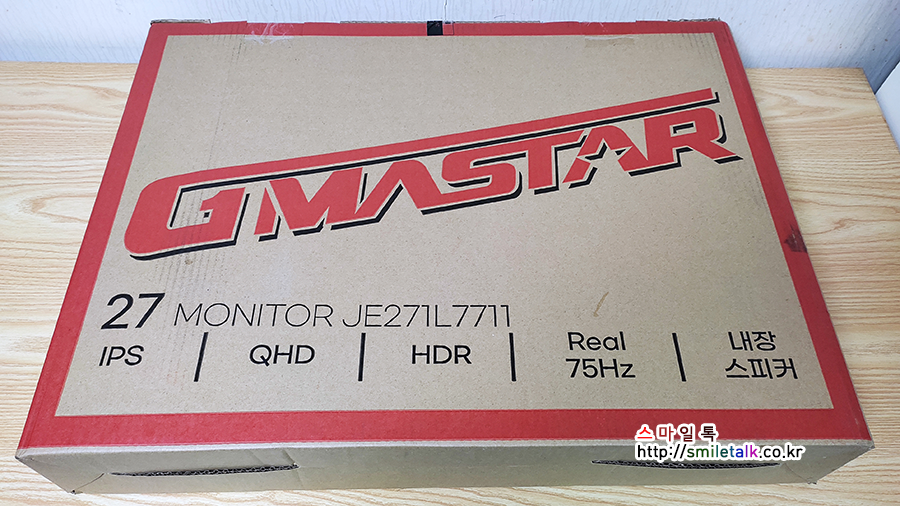 GMASTAR
27 MONITOR JE271L7711
IPS | QHD | HDR | Real 75Hz | 내장 스피커
스마일톡
http://smiletalk.co.kr